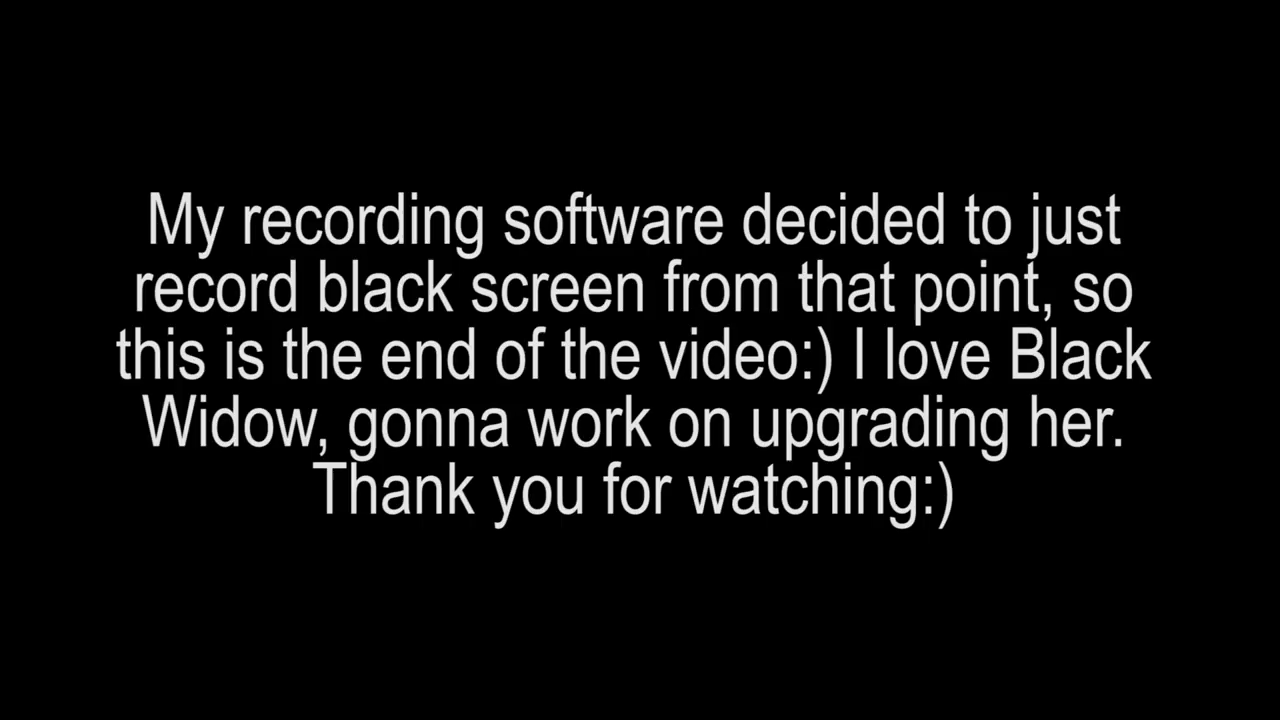 My recording software decided to just
record black screen from that point, so
this is the end of the video:) I love Black
Widow, gonna work on upgrading her.
Thank you for watching:)